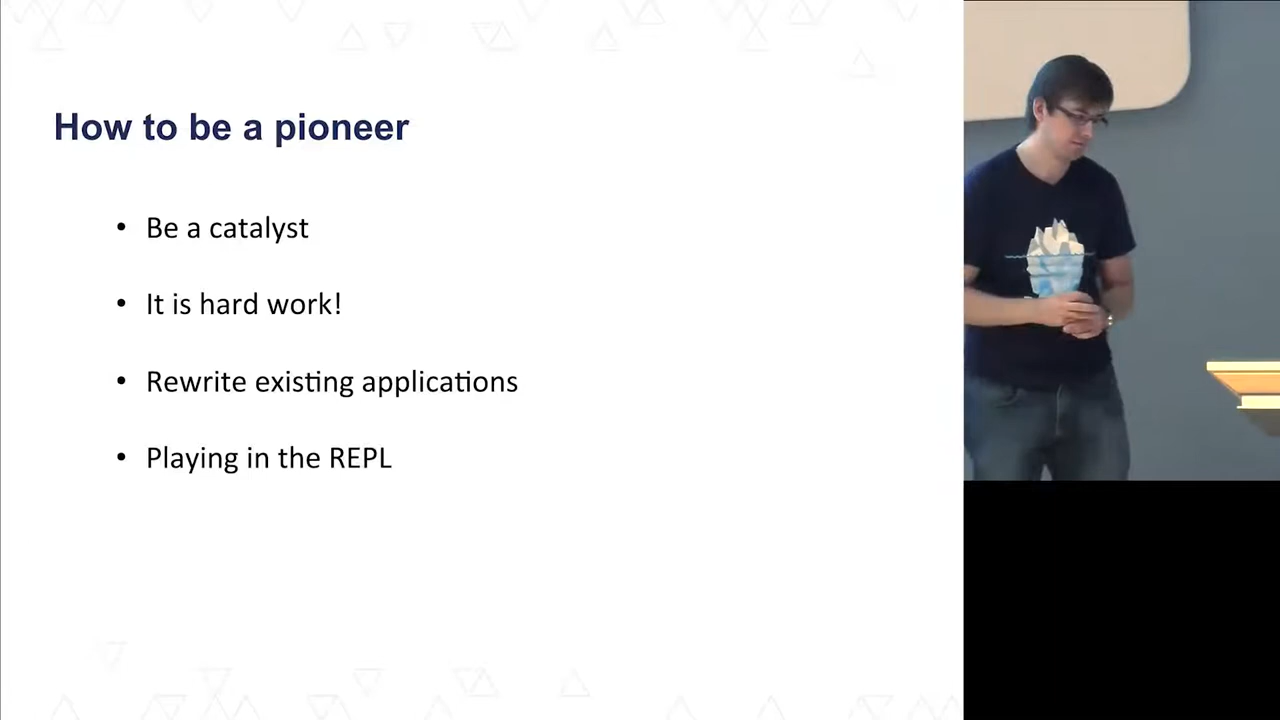 How to be a pioneer
• Be a catalyst
• It is hard work!
• Rewrite existing applications
• Playing in the REPL